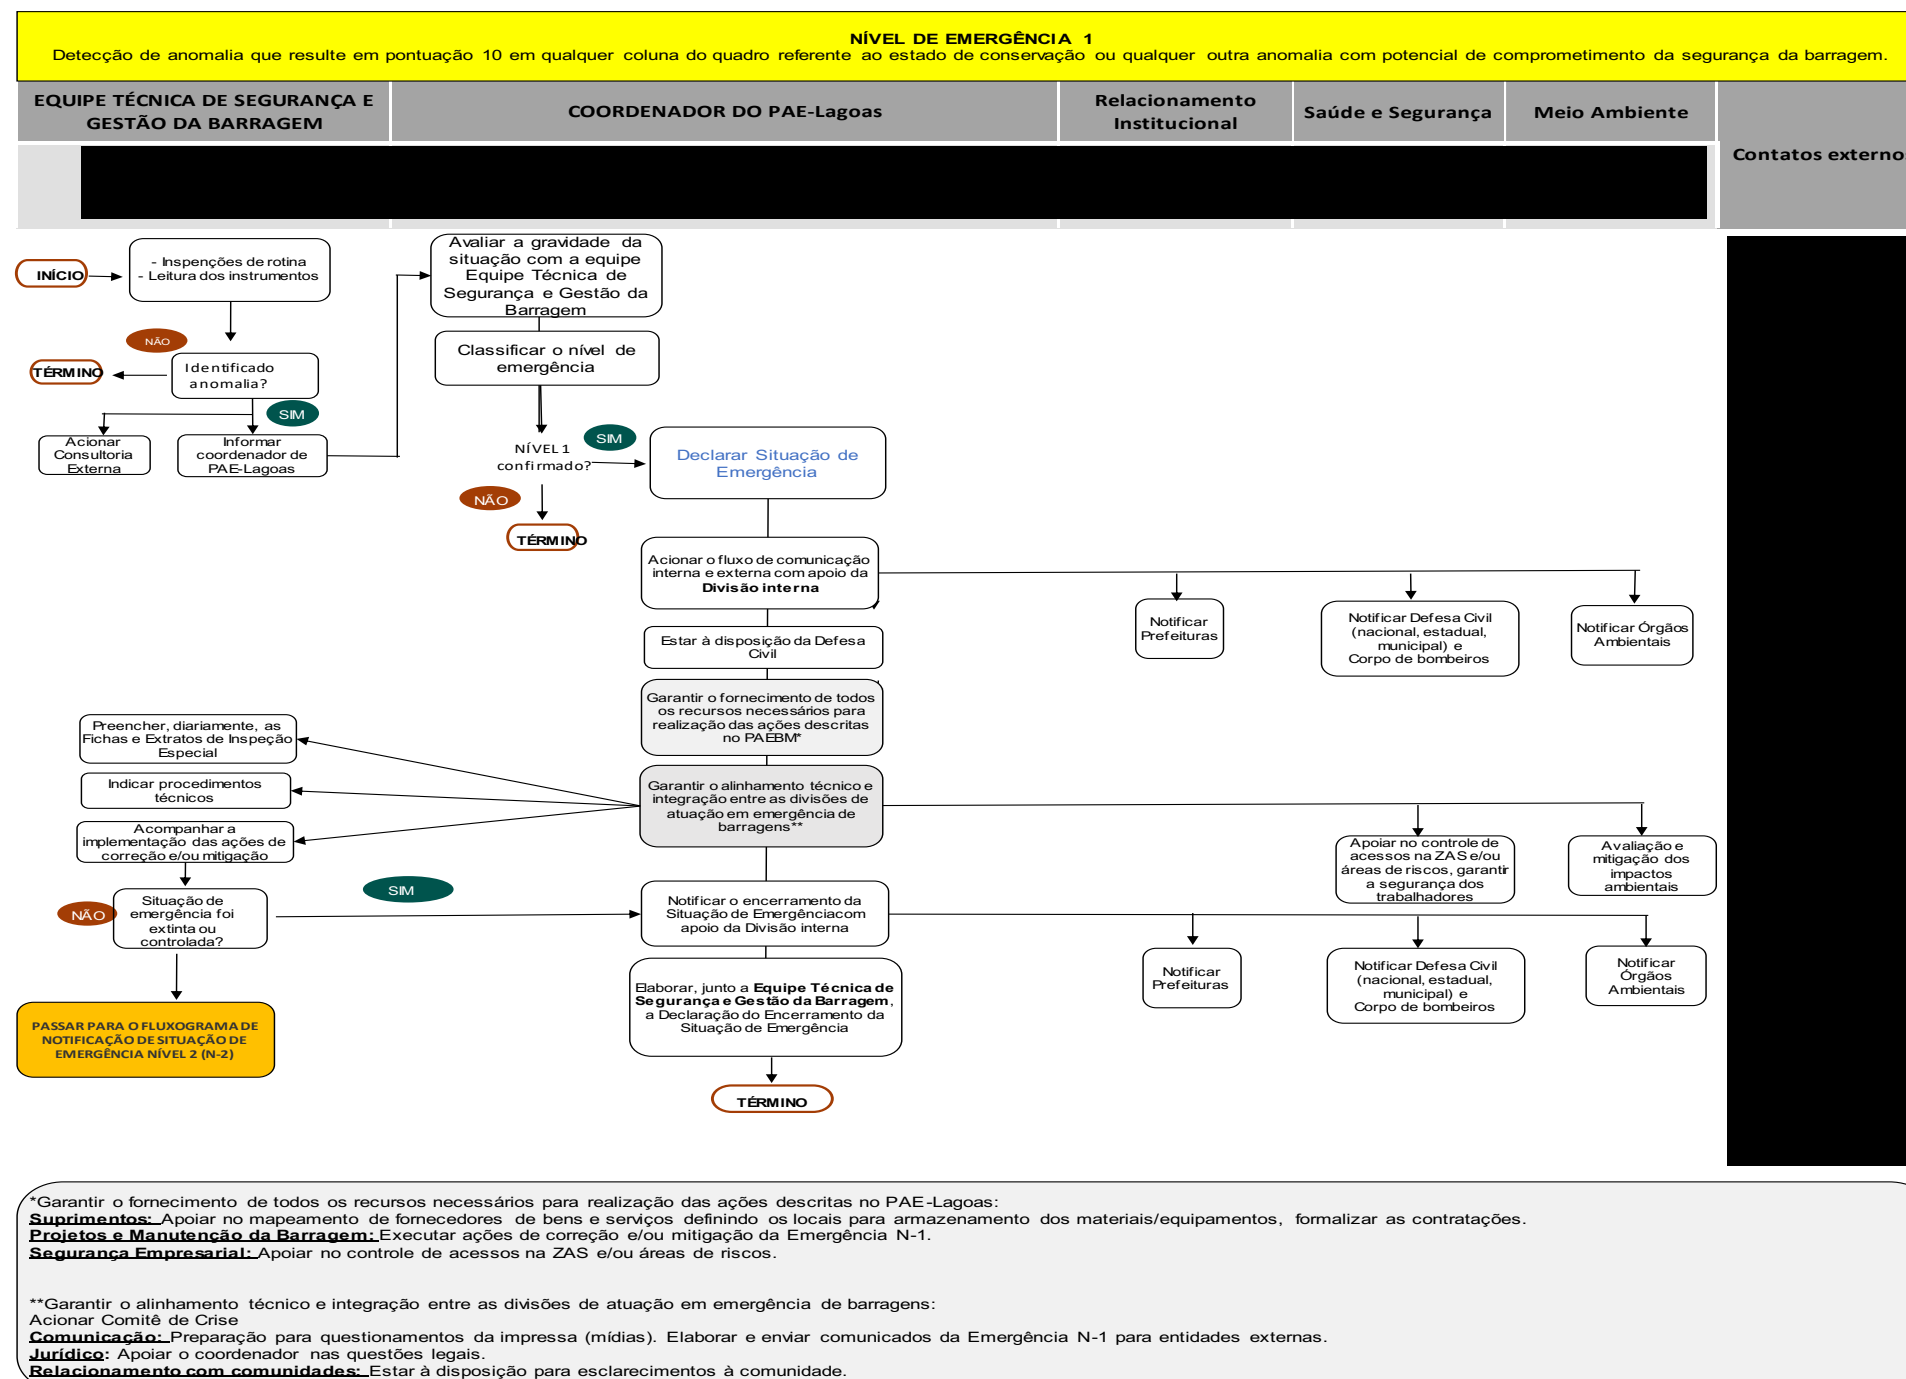 NÍVEL DE EMERGÊNCIA 1
Detecção de anomalia que resulte em pontuação 10 em qualquer coluna do quadro referente ao estado de conservação ou qualquer outra anomalia com potencial de comprometimento da segurança da barragem.
EQUIPE TÉCNICA DE SEGURANÇA E
GESTÃO DA BARRAGEM
COORDENADOR DO PAE-Lagoas
Relacionamento
Institucional
Saúde e Segurança
Meio Ambiente
Contatos externos
INÍCIO
- Inspenções de rotina
- Leitura dos instrumentos
NÃO
TÉRMINO
Identificado
anomalia?
SIM
Acionar
Consultoria
Externa
Informar
coordenador de
PAE-Lagoas
Avaliar a gravidade da
situação com a equipe
Equipe Técnica de
Segurança e Gestão da
Barragem
Classificar o nível de
emergência
NÍVEL 1
confirmado?
SIM
NÃO
TÉRMINO
Declarar Situação de
Emergência
Acionar o fluxo de comunicação
interna e externa com apoio da
Divisão interna
Notificar
Prefeituras
Notificar Defesa Civil
(nacional, estadual,
municipal) e
Corpo de bombeiros
Notificar Órgãos
Ambientais
Estar à disposição da Defesa
Civil
Garantir o fornecimento de todos
os recursos necessários para
realização das ações descritas
no PAEBM*
Garantir o alinhamento técnico e
integração entre as divisões de
atuação em emergência de
barragens**
Preencher, diariamente, as
Fichas e Extratos de Inspeção
Especial
Indicar procedimentos
técnicos
Acompanhar a
implementação das ações de
correção e/ou mitigação
Apoiar no controle de
acessos na ZAS e/ou
áreas de riscos, garantir
a segurança dos
trabalhadores
Avaliação e
mitigação dos
impactos
ambientais
NÃO
Situação de
emergência foi
extinta ou
controlada?
SIM
Notificar o encerramento da
Situação de Emergênciacom
apoio da Divisão interna
Notificar
Prefeituras
Notificar Defesa Civil
(nacional, estadual,
municipal) e
Corpo de bombeiros
Notificar
Órgãos
Ambientais
PASSAR PARA O FLUXOGRAMA DE
NOTIFICAÇÃO DE SITUAÇÃO DE
EMERGÊNCIA NÍVEL 2 (N-2)
Elaborar, junto a Equipe Técnica de
Segurança e Gestão da Barragem,
a Declaração do Encerramento da
Situação de Emergência
TÉRMINO
*Garantir o fornecimento de todos os recursos necessários para realização das ações descritas no PAE-Lagoas:
Suprimentos: Apoiar no mapeamento de fornecedores de bens e serviços definindo os locais para armazenamento dos materiais/equipamentos, formalizar as contratações.
Projetos e Manutenção da Barragem: Executar ações de correção e/ou mitigação da Emergência N-1.
Segurança Empresarial: Apoiar no controle de acessos na ZAS e/ou áreas de riscos.
**Garantir o alinhamento técnico e integração entre as divisões de atuação em emergência de barragens:
Acionar Comitê de Crise
Comunicação: Preparação para questionamentos da impressa (mídias). Elaborar e enviar comunicados da Emergência N-1 para entidades externas.
Jurídico: Apoiar o coordenador nas questões legais.
Relacionamento com comunidades: Estar à disposição para esclarecimentos à comunidade.